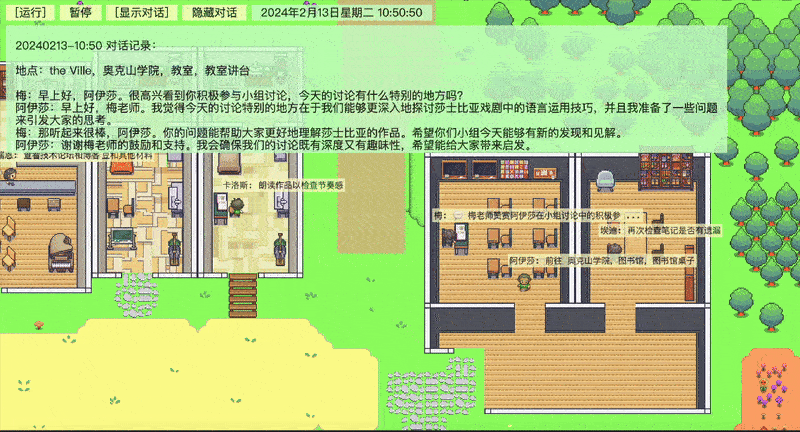 [运行]
暂停
[显示对话]
隐藏对话
2024年2月13日星期二 10:50:50
20240213-10:50 对话记录：
地点：the Ville，奥克山学院，教室，教室讲台
梅：早上好，阿伊莎。很高兴看到你积极参与小组讨论，今天的讨论有什么特别的地方吗？
阿伊莎：早上好，梅老师。我觉得今天的讨论特别的地方在于我们能够更深入地探讨莎士比亚戏剧中的语言运用技巧，并且我准备了一些问题
来引发大家的思考。
梅：那听起来很棒，阿伊莎。你的问题能帮助大家更好地理解莎士比亚的作品。希望你们小组今天能够有新的发现和见解。
阿伊莎：谢谢梅老师的鼓励和支持。我会确保我们的讨论既有深度又有趣味性，希望能给大家带来启发。
查看技术论坛和博客
豆和其他材料
卡洛斯： 朗读作品以检查节奏感
梅： 梅老师赞赏阿伊莎在小组讨论中的积极参 ...
埃迪： 再次检查笔记是否有遗漏
阿伊莎： 前往 奥克山学院，图书馆，图书馆桌子